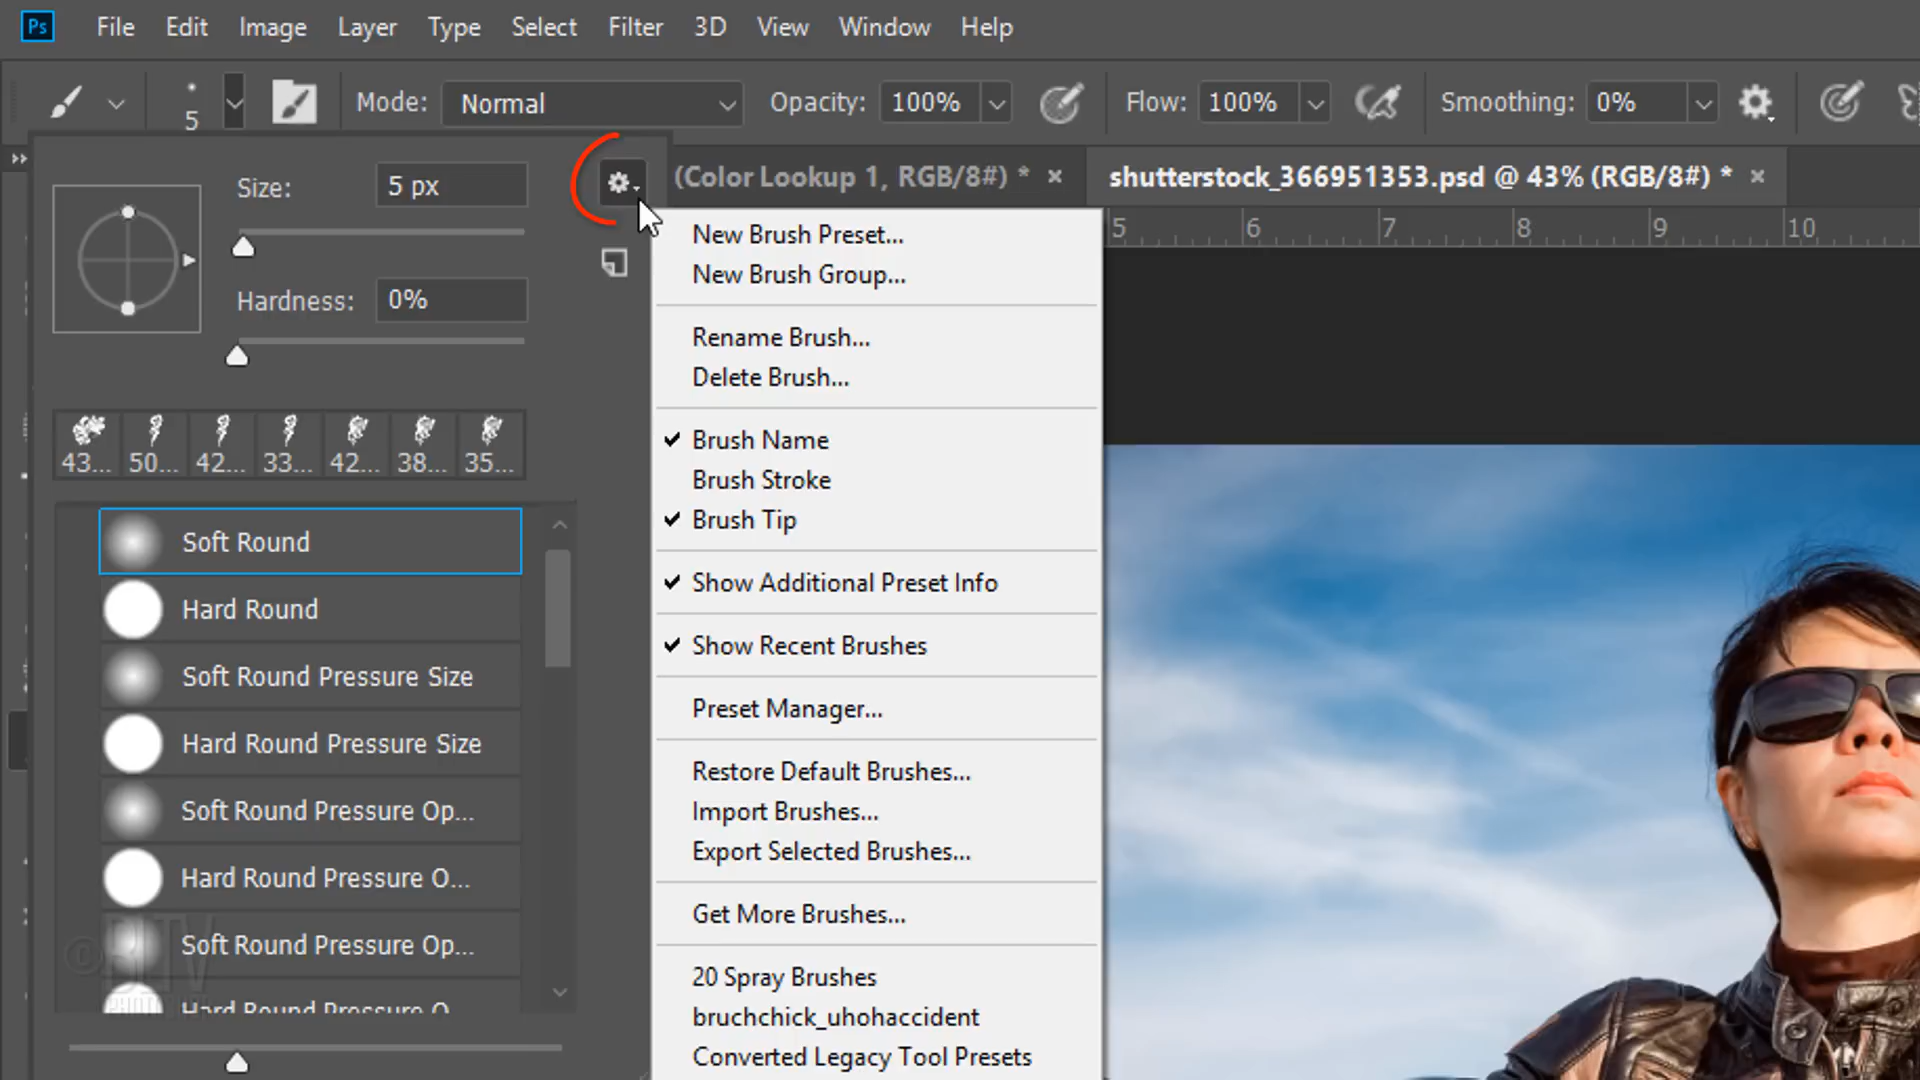 Ps File Edit Image Layer Type Select Filter 3D View Window Help
5 Mode: Normal Opacity: 100% Flow: 100% Smoothing: 0%
(Color Lookup 1, RGB/8#) * × shutterstock_366951353.psd @ 43% (RGB/8#) * ×
5 6 7 8 9 10
Size: 5 px
Hardness: 0%
43... 50... 42... 33... 42... 38... 35...
Soft Round
Hard Round
Soft Round Pressure Size
Hard Round Pressure Size
Soft Round Pressure Op...
Hard Round Pressure O...
Soft Round Pressure Op...
Hard Round Pressure O
New Brush Preset...
New Brush Group...
Rename Brush...
Delete Brush...
✓ Brush Name
Brush Stroke
✓ Brush Tip
✓ Show Additional Preset Info
✓ Show Recent Brushes
Preset Manager...
Restore Default Brushes...
Import Brushes...
Export Selected Brushes...
Get More Brushes...
20 Spray Brushes
bruchchick_uhohaccident
Converted Legacy Tool Presets